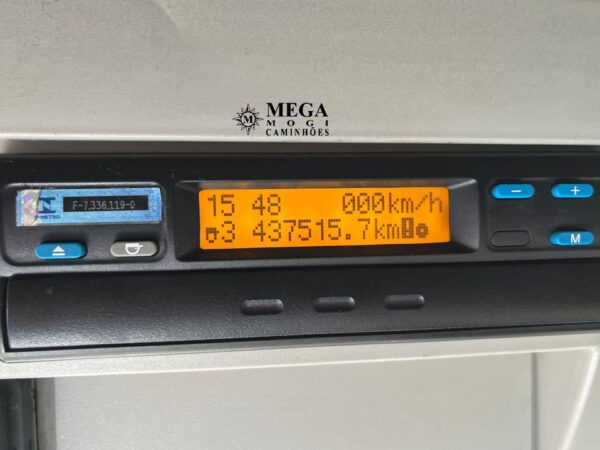 MEGA
MOGI
CAMINHÕES
INMETRO
F-7.336.119-0
15 48 000km/h
3 437515.7km
M